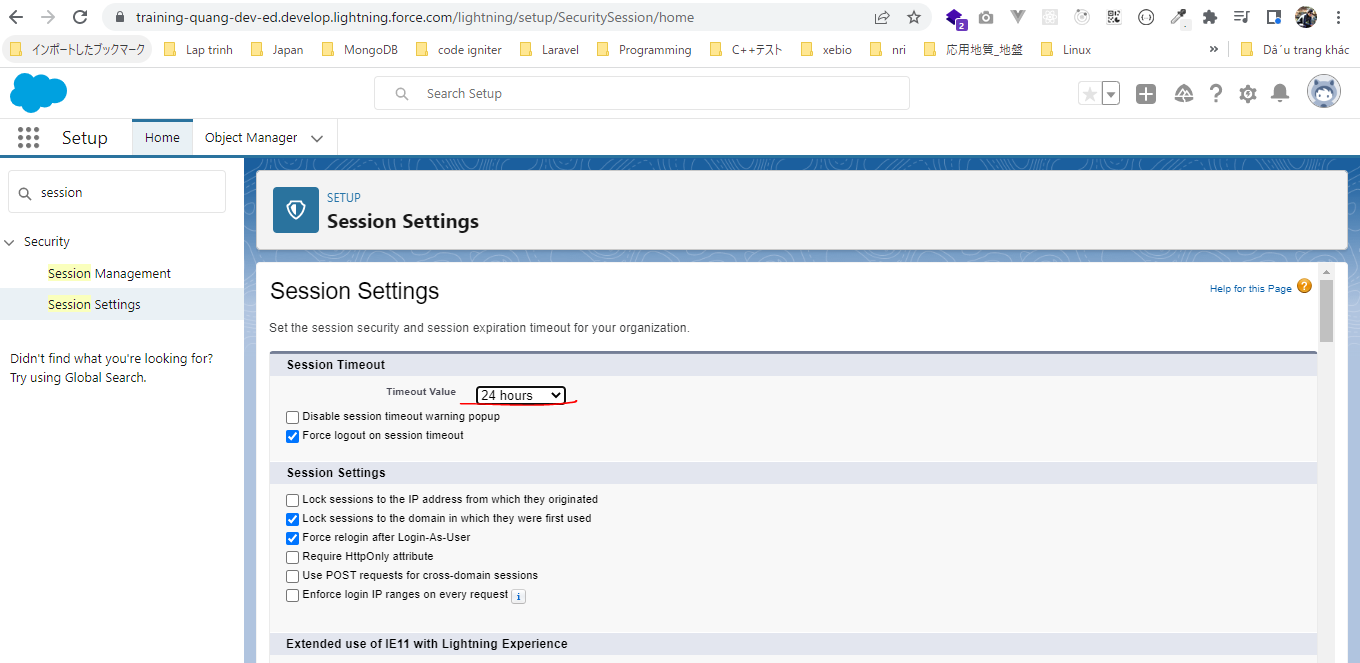 training-quang-dev-ed.develop.lightning.force.com/lightning/setup/SecuritySession/home
2
インポートしたブックマーク Lap trinh Japan MongoDB code igniter Laravel Programming C++テスト xebio nri 応用地質_地盤 Linux » Dấu trang khác
Search Setup
Setup Home Object Manager
session
SETUP
Session Settings
Security
Session Management
Session Settings
Didn't find what you're looking for?
Try using Global Search.
Session Settings
Help for this Page ?
Set the session security and session expiration timeout for your organization.
Session Timeout
Timeout Value 24 hours
Disable session timeout warning popup
Force logout on session timeout
Session Settings
Lock sessions to the IP address from which they originated
Lock sessions to the domain in which they were first used
Force relogin after Login-As-User
Require HttpOnly attribute
Use POST requests for cross-domain sessions
Enforce login IP ranges on every request i
Extended use of IE11 with Lightning Experience